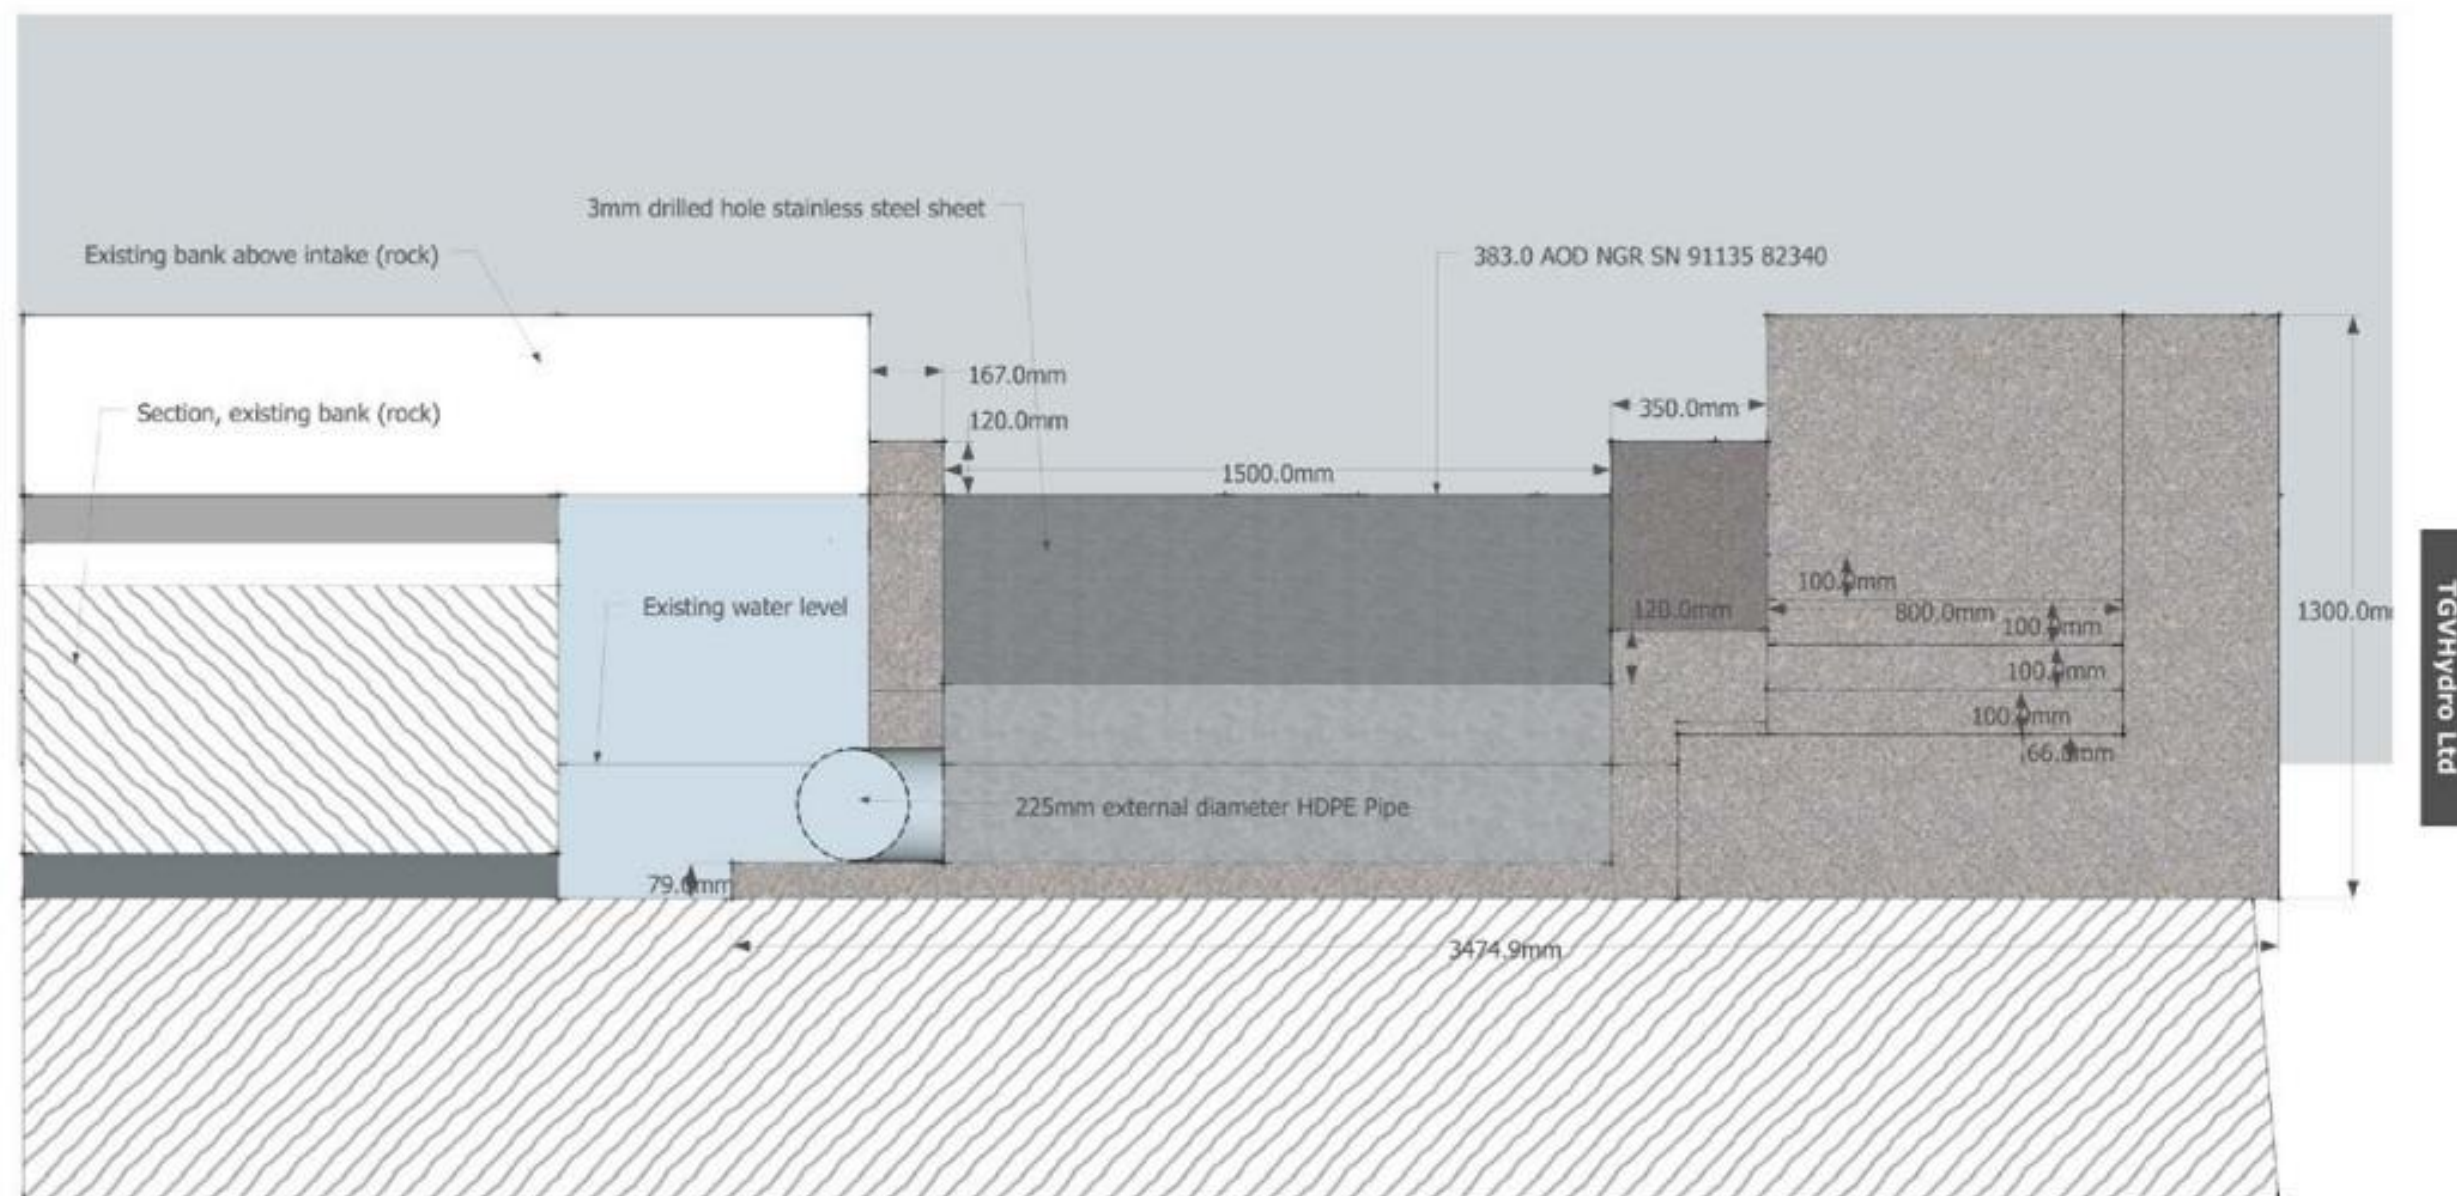 3mm drilled hole stainless steel sheet
Existing bank above intake (rock)
383.0 AOD NGR SN 91135 82340
167.0mm
Section, existing bank (rock)
350.0mm
120.0mm
1500.0mm
100.0mm
Existing water level
120.0mm
800.0mm
1300.0m
100.0mm
100.0mm
100.0mm
66.0mm
225mm external diameter HDPE Pipe
79.0mm
3474.9mm
TGVHydro Ltd